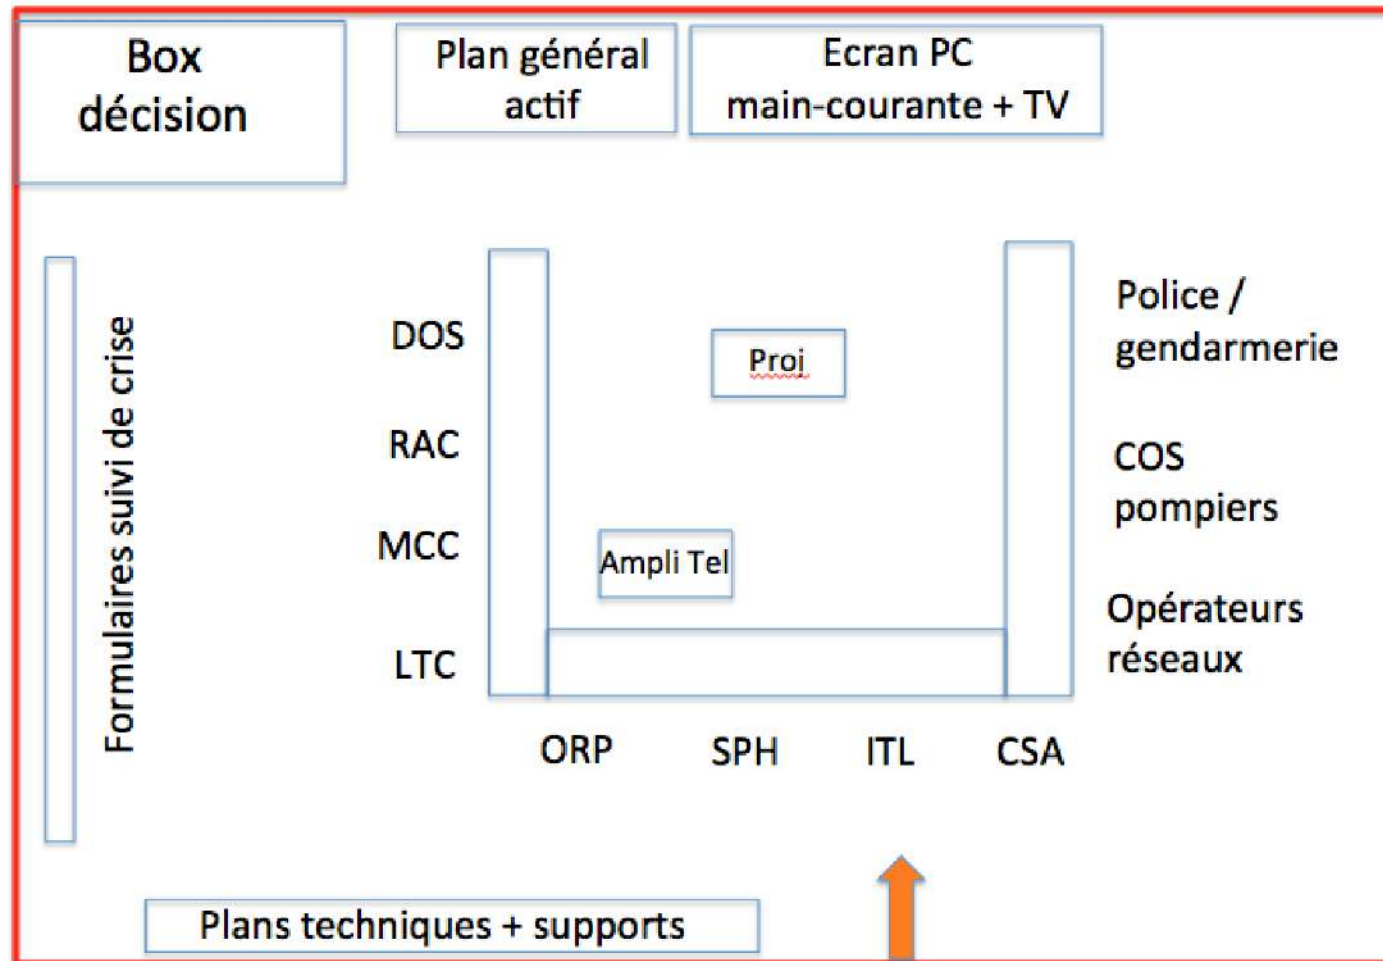 Box
décision
Plan général
actif
Ecran PC
main-courante + TV
Formulaires suivi de crise
DOS
RAC
MCC
LTC
Proj
Ampli Tel
Police /
gendarmerie
COS
pompiers
Opérateurs
réseaux
ORP
SPH
ITL
CSA
Plans techniques + supports